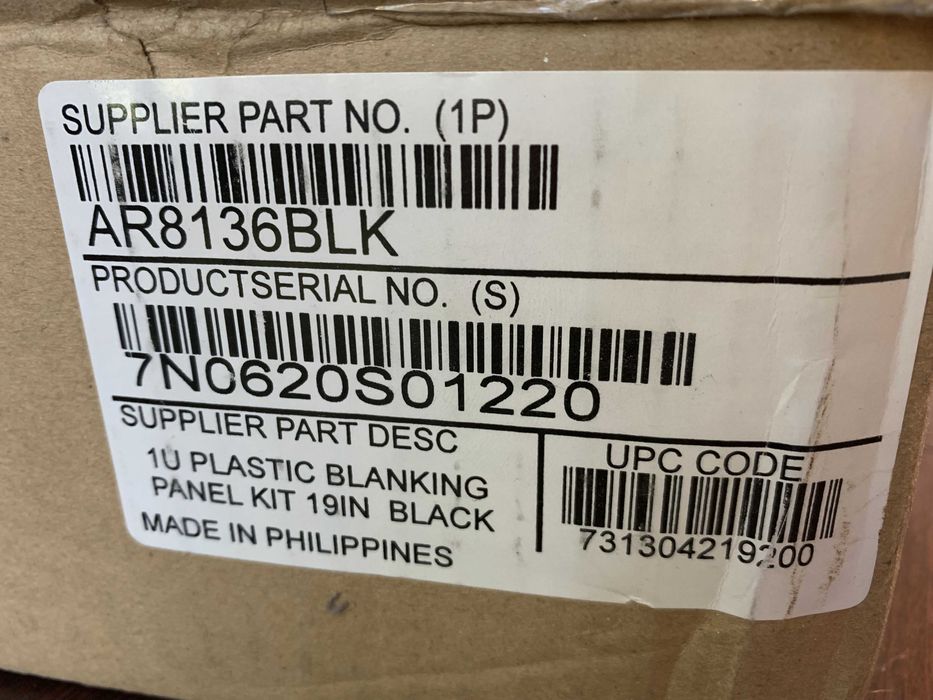 SUPPLIER PART NO. (1P)
AR8136BLK
PRODUCTSERIAL NO. (S)
7N0620S01220
SUPPLIER PART DESC
1U PLASTIC BLANKING
PANEL KIT 19IN BLACK
MADE IN PHILIPPINES
UPC CODE
731304219200